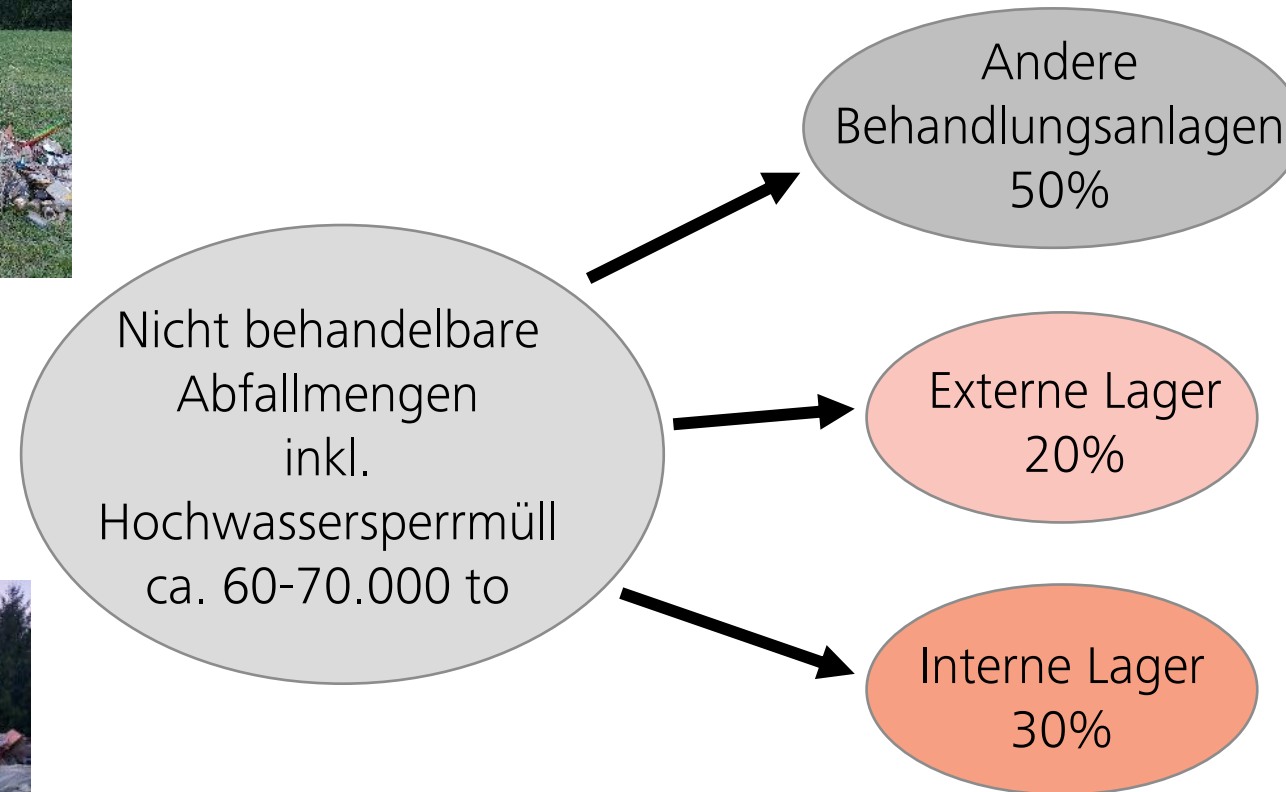 Nicht behandelbare
Abfallmengen
inkl.
Hochwassersperrmüll
ca. 60-70.000 to
Andere
Behandlungsanlagen
50%
Externe Lager
20%
Interne Lager
30%